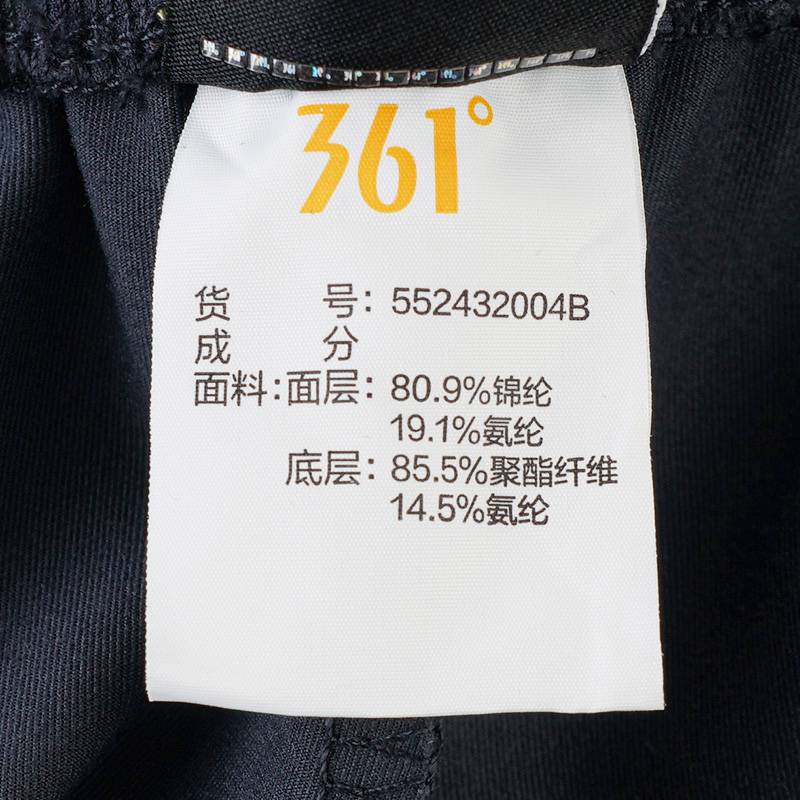 361°
货 号：552432004B
成 分
面料：面层：80.9%锦纶
19.1%氨纶
底层：85.5%聚酯纤维
14.5%氨纶